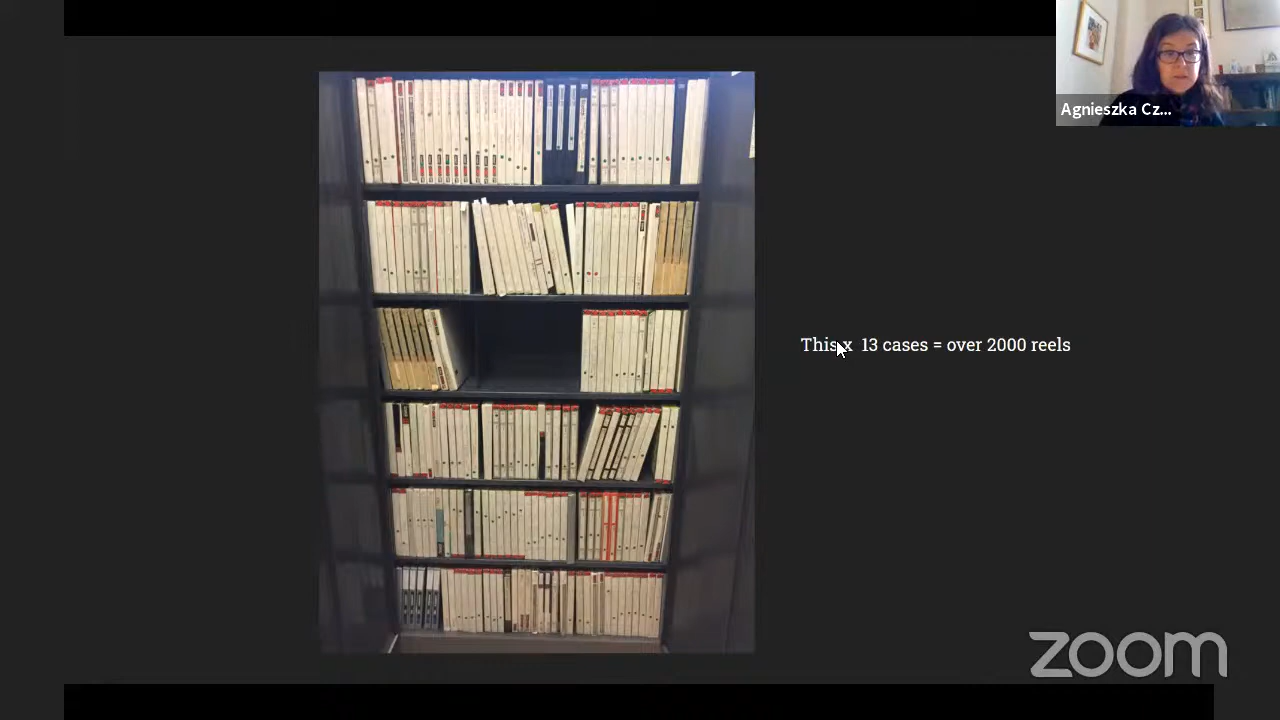 Agnieszka Cz...
This x 13 cases = over 2000 reels
zoom